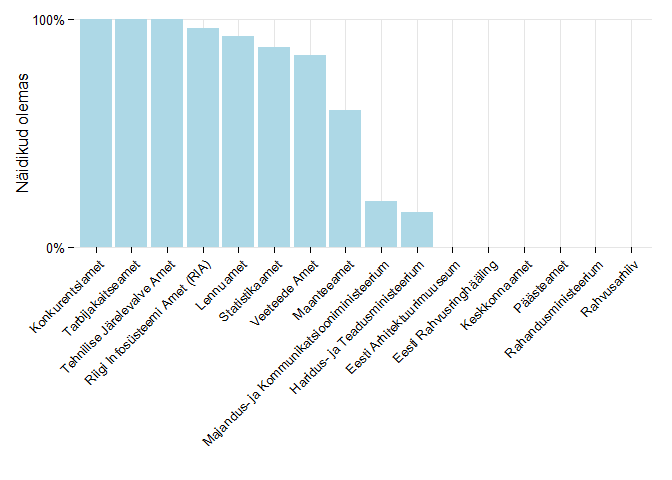 100%
Näidikud olemas
0%
Konkurentsiamet
Tarbijakaitseamet
Tehnilise Järelevalve Amet
Riigi Infosüsteemi Amet (RIA)
Lennuamet
Statistikaamet
Veeteede Amet
Maanteeamet
Majandus- ja Kommunikatsiooniministeerium
Haridus- ja Teadusministeerium
Eesti Arhitektuurimuuseum
Eesti Rahvusringhääling
Keskkonnaamet
Päästeamet
Rahandusministeerium
Rahvusarhiiv